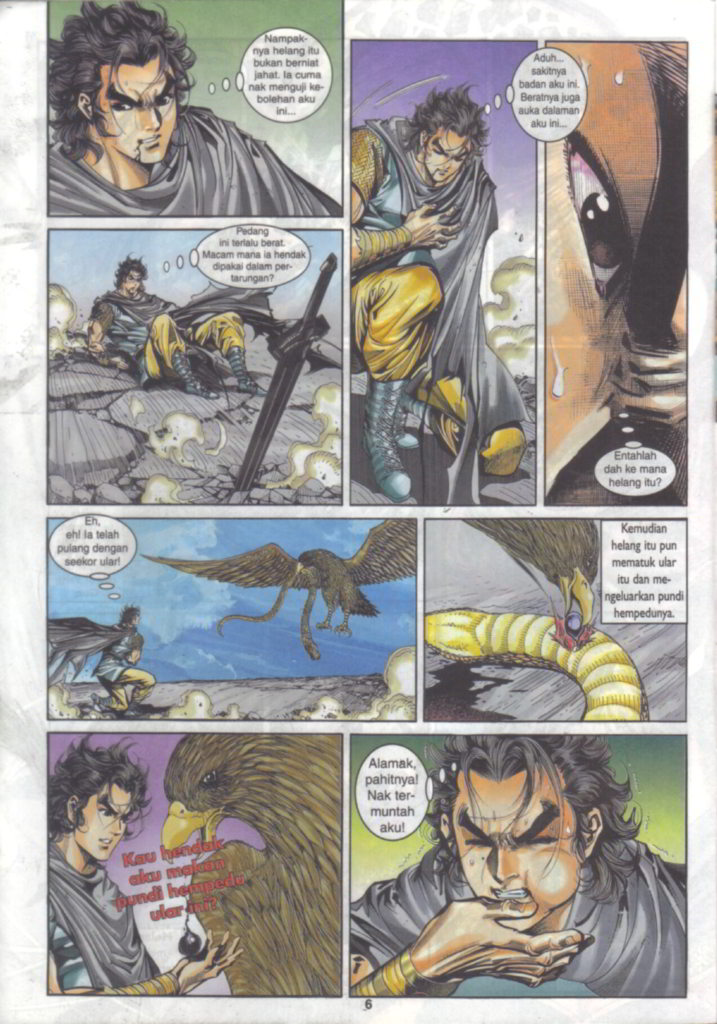 Nampak-
nya helang itu
bukan berniat
jahat. Ia cuma
nak menguji ke-
bolehan aku
ini...
Aduh...
sakitnya
badan aku ini.
Beratnya juga
auka dalaman
aku ini...
Pedang
ini terlalu berat.
Macam mana ia hendak
dipakai dalam per-
tarungan?
Entahlah
dah ke mana
helang itu?
Eh,
eh! Ia telah
pulang dengan
seekor ular!
Kemudian
helang itu pun
mematuk ular
itu dan me-
ngeluarkan pundi
hempedunya.
Kau hendak
aku makan
pundi hempedu
ular ini?
Alamak,
pahitnya!
Nak ter-
muntah
aku!
6